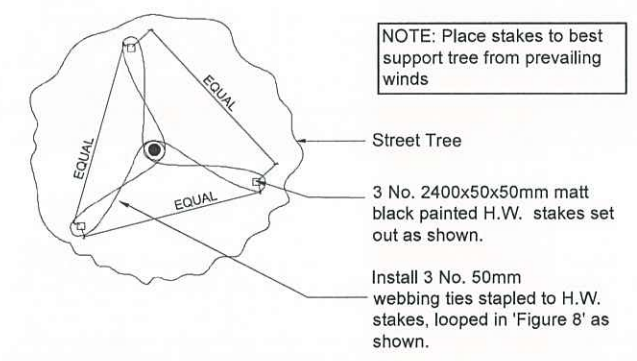 NOTE: Place stakes to best
support tree from prevailing
winds
EQUAL
EQUAL
EQUAL
Street Tree
3 No. 2400x50x50mm matt
black painted H.W. stakes set
out as shown.
Install 3 No. 50mm
webbing ties stapled to H.W.
stakes, looped in 'Figure 8' as
shown.